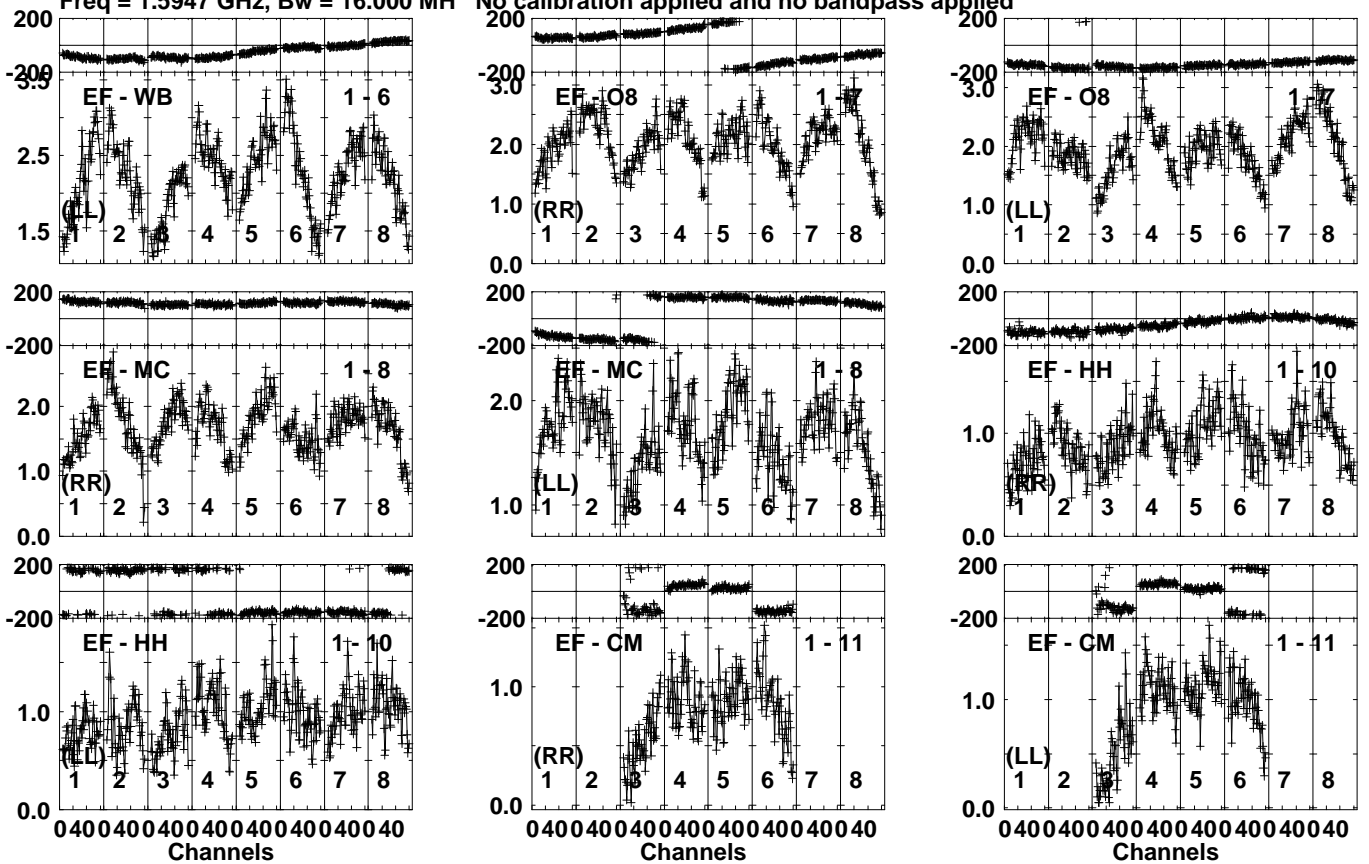 Freq = 1.5947 GHz, Bw = 16.000 MH No calibration applied and no bandpass applied
200 200 200
-200 -200 -200
3.5 EF - WB 1 - 6 3.0 EF - O8 1 - 7 3.0 EF - O8 1 - 7
2.5 2.0 2.0
1.0 1.0
(LL) (RR) (LL)
1.5 1 2 3 4 5 6 7 8 1 2 3 4 5 6 7 8 1 2 3 4 5 6 7 8
0.0 0.0
200 200 200
-200 -200 -200
EF - MC 1 - 8 EF - MC 1 - 8 EF - HH 1 - 10
2.0 2.0 1.0
1.0
(RR) (LL) (RR)
1 2 3 4 5 6 7 8 1.0 1 2 3 4 5 6 7 8 1 2 3 4 5 6 7 8
0.0 0.0
200 200 200
-200 -200 -200
EF - HH 1 - 10 EF - CM 1 - 11 EF - CM 1 - 11
1.0 1.0 1.0
(LL) (RR) (LL)
1 2 3 4 5 6 7 8 1 2 3 4 5 6 7 8 1 2 3 4 5 6 7 8
0.0 0.0 0.0
0 40 0 40 0 40 0 40 0 40 0 40 0 40 0 40 0 40 0 40 0 40 0 40 0 40 0 40 0 40 0 40 0 40 0 40 0 40 0 40 0 40 0 40 0 40 0 40
Channels Channels Channels